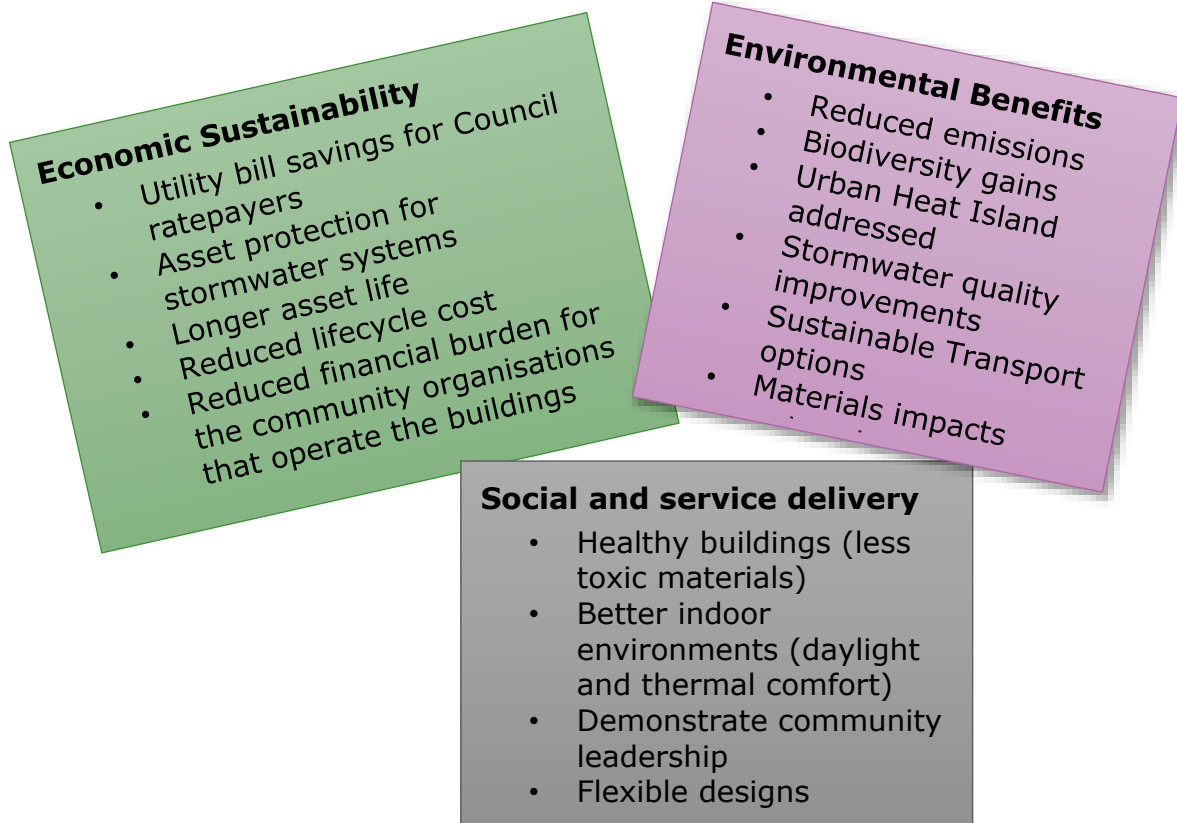 Economic Sustainability
• Utility bill savings for Council
ratepayers
• Asset protection for
stormwater systems
• Longer asset life
• Reduced lifecycle cost
• Reduced financial burden for
the community organisations
that operate the buildings
Environmental Benefits
• Reduced emissions
• Biodiversity gains
• Urban Heat Island
addressed
• Stormwater quality
improvements
• Sustainable Transport
options
• Materials impacts
Social and service delivery
• Healthy buildings (less
toxic materials)
• Better indoor
environments (daylight
and thermal comfort)
• Demonstrate community
leadership
• Flexible designs